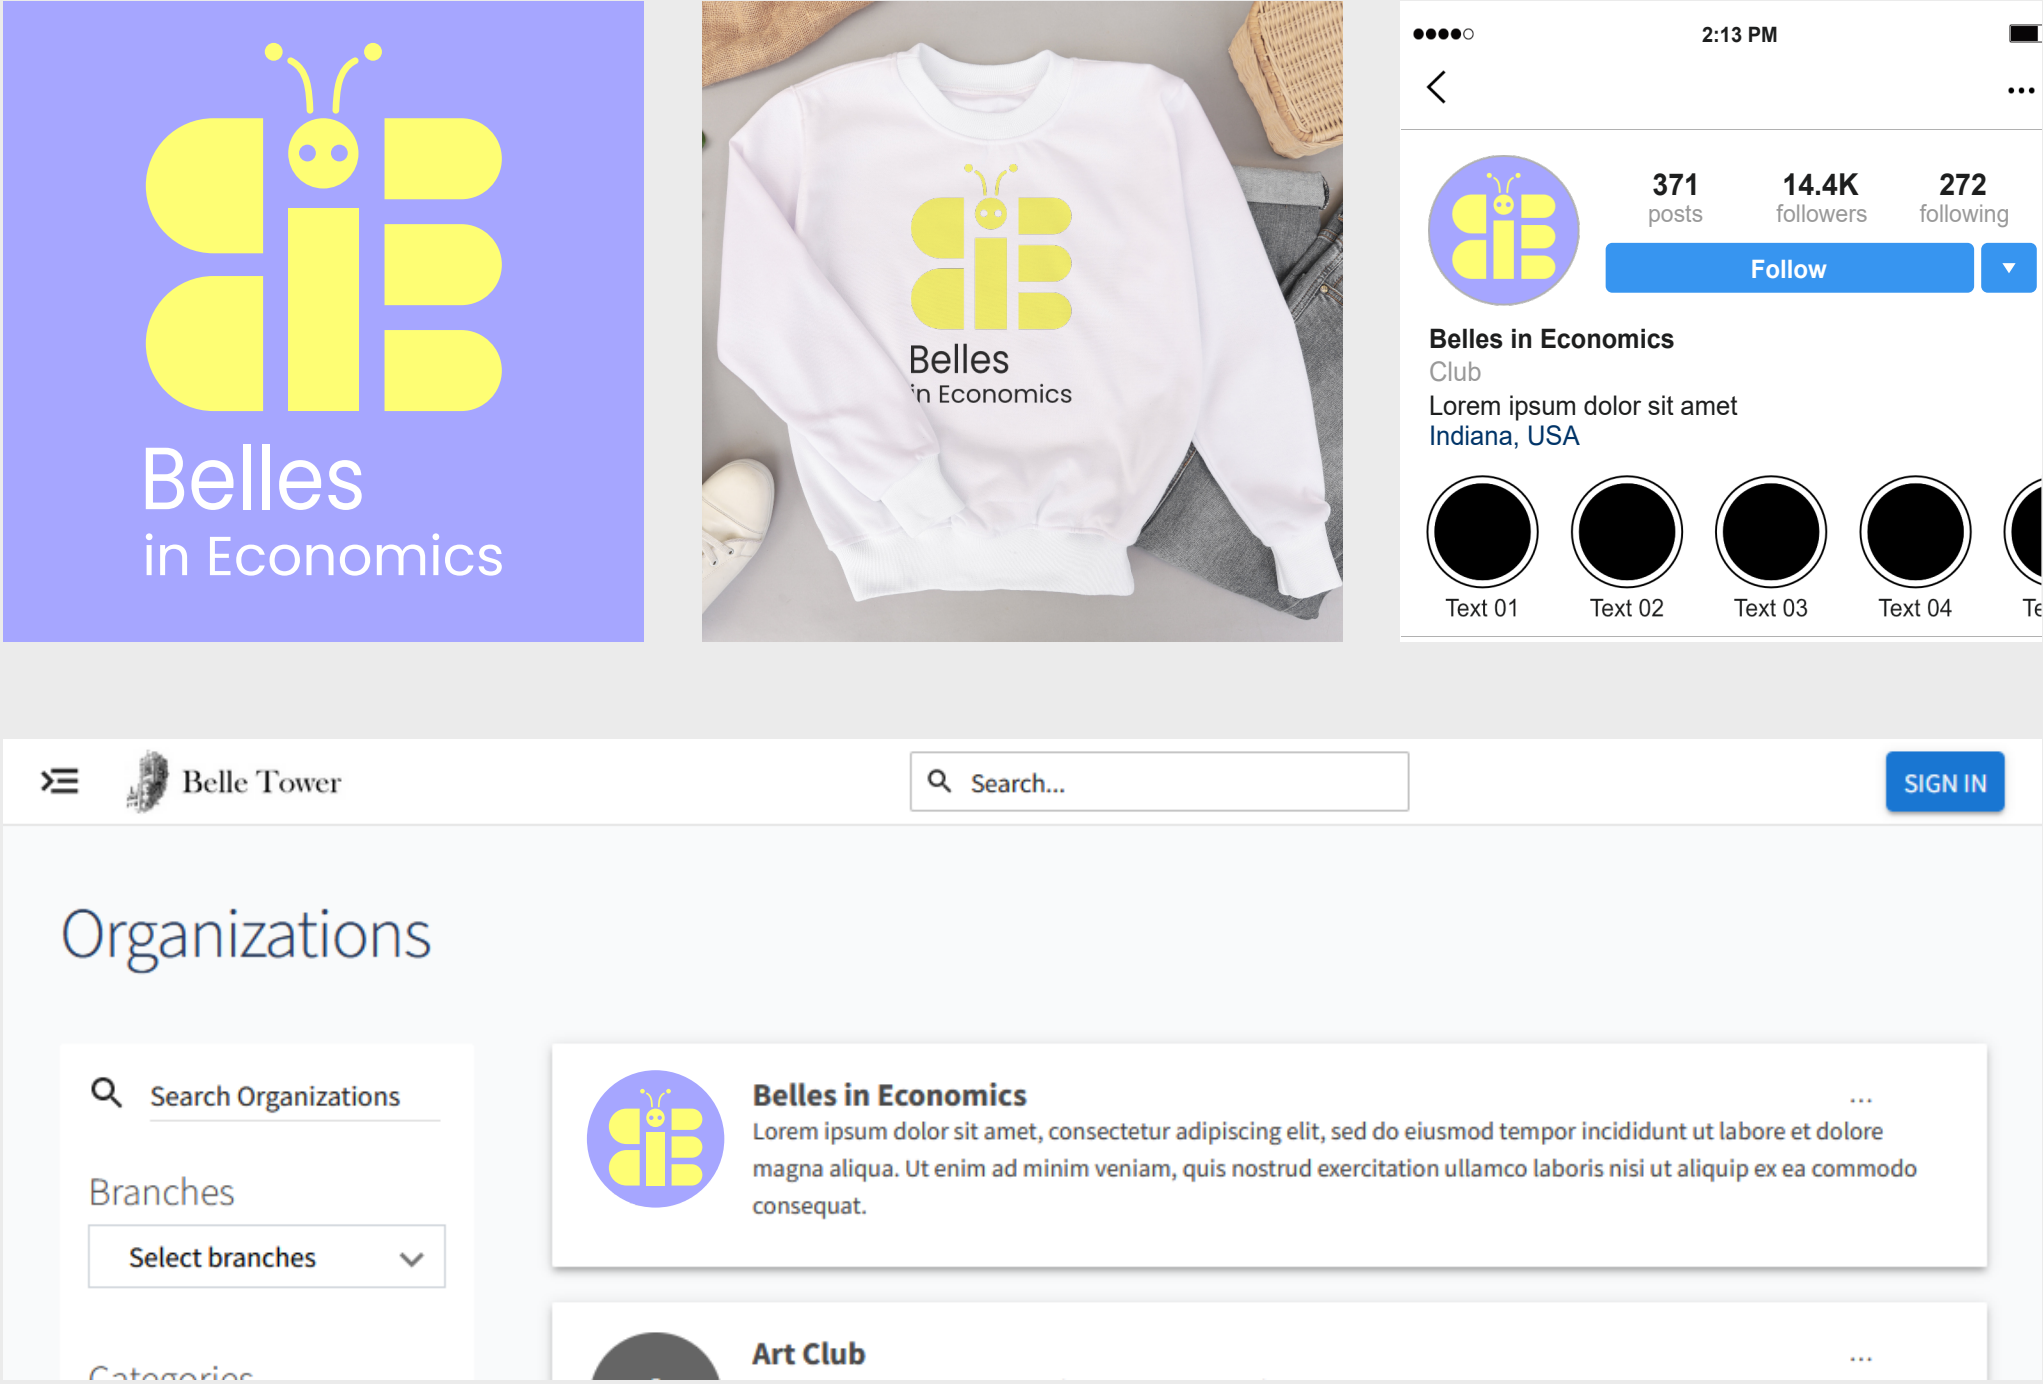 Belles
in Economics
Belles
in Economics
2:13 PM
371
posts
14.4K
followers
272
following
Follow
Belles in Economics
Club
Lorem ipsum dolor sit amet
Indiana, USA
Text 01
Text 02
Text 03
Text 04
Te
Belle Tower
Search...
SIGN IN
Organizations
Search Organizations
Branches
Select branches
Categories
Belles in Economics
...
Lorem ipsum dolor sit amet, consectetur adipiscing elit, sed do eiusmod tempor incididunt ut labore et dolore
magna aliqua. Ut enim ad minim veniam, quis nostrud exercitation ullamco laboris nisi ut aliquip ex ea commodo
consequat.
Art Club
...